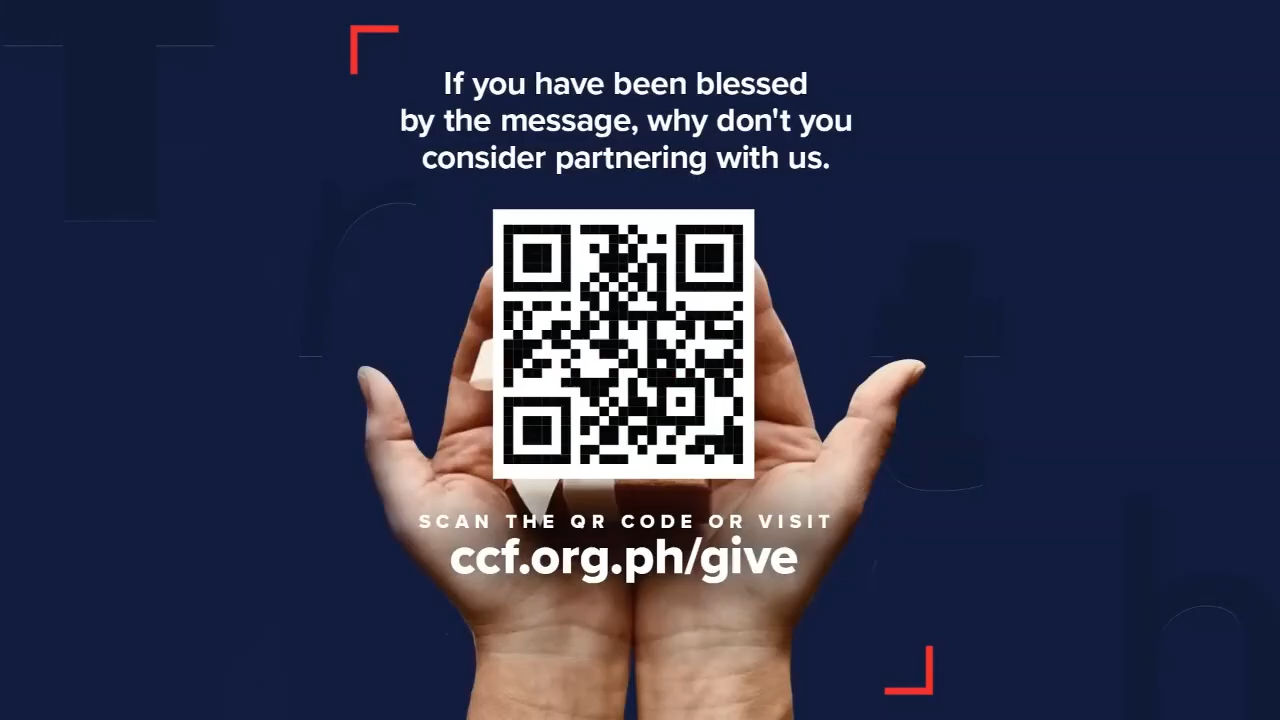 If you have been blessed
by the message, why don't you
consider partnering with us.
SCAN THE QR CODE OR VISIT
ccf.org.ph/give